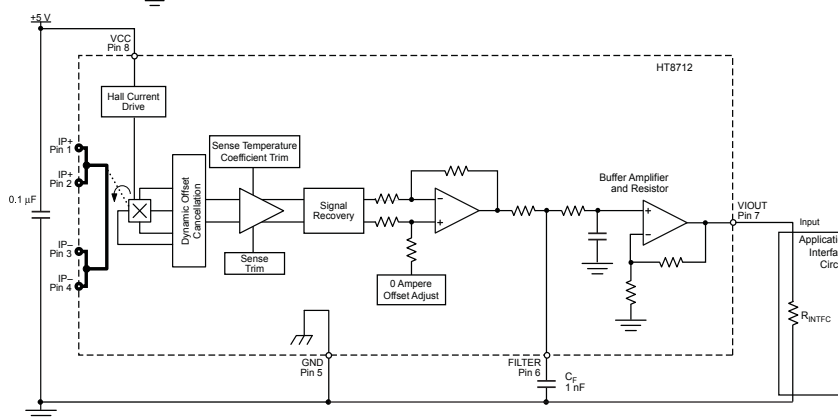 +5 V
VCC
Pin 8
HT8712
Hall Current
Drive
IP+
Pin 1
IP+
Pin 2
IP–
Pin 3
IP–
Pin 4
0.1 µF
Dynamic Offset
Cancellation
Sense Temperature
Coefficient Trim
Sense
Trim
Signal
Recovery
0 Ampere
Offset Adjust
Buffer Amplifier
and Resistor
VIOUT
Pin 7
Input
R INTFC
GND
Pin 5
FILTER
Pin 6
C F
1 nF